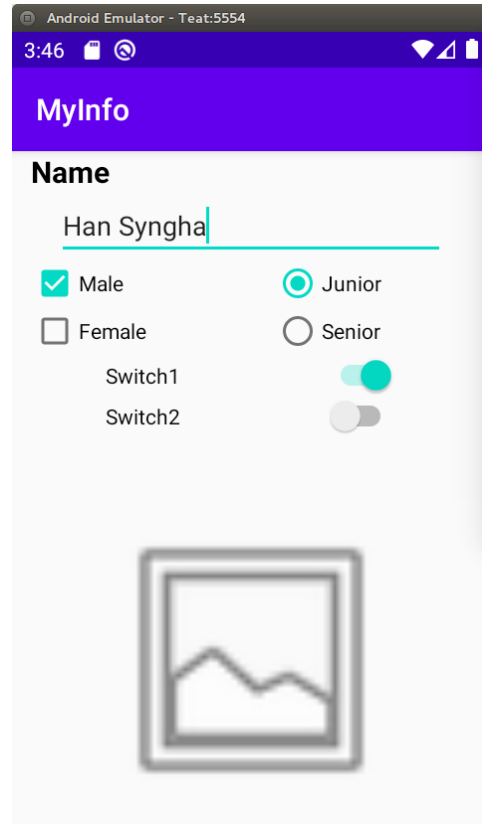 Android Emulator - Teat:5554
3:46
MyInfo
Name
Han Syngha
Male Junior
Female Senior
Switch1
Switch2